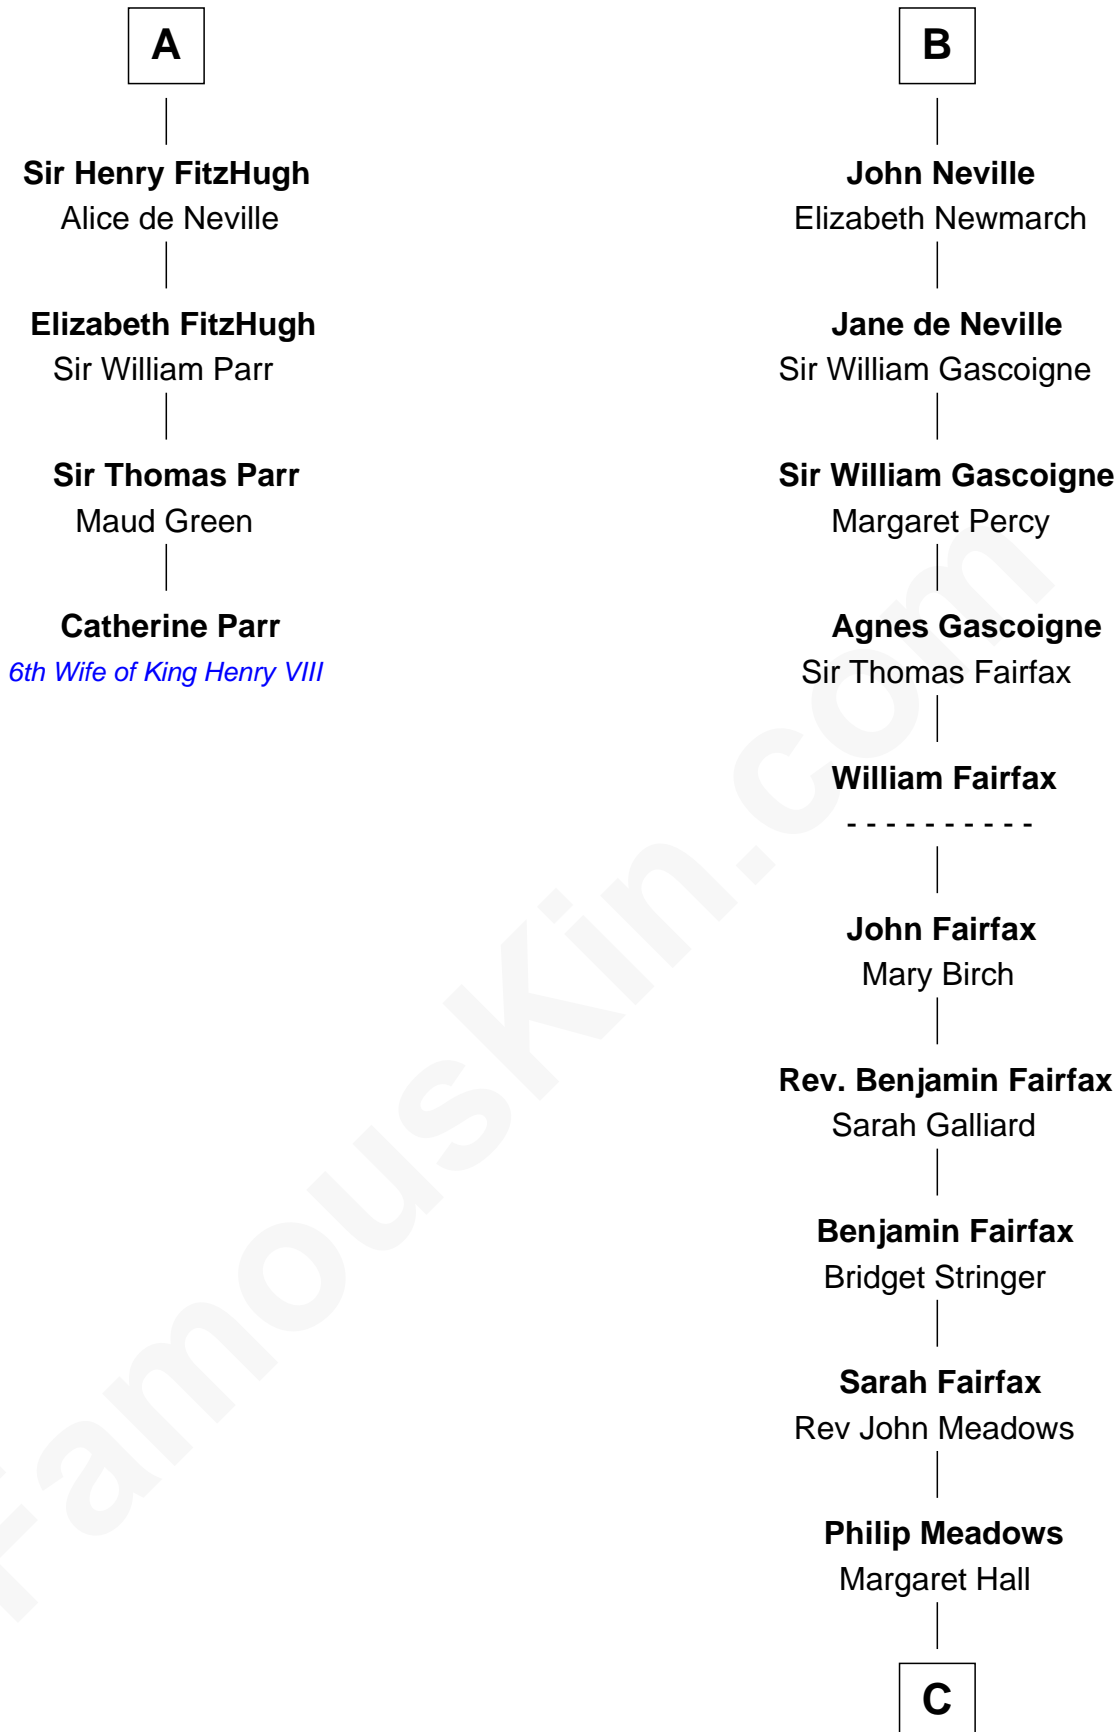 A
Sir Henry FitzHugh
Alice de Neville
Elizabeth FitzHugh
Sir William Parr
Sir Thomas Parr
Maud Green
Catherine Parr
6th Wife of King Henry VIII
B
John Neville
Elizabeth Newmarch
Jane de Neville
Sir William Gascoigne
Sir William Gascoigne
Margaret Percy
Agnes Gascoigne
Sir Thomas Fairfax
William Fairfax
- - - - - - - - - -
John Fairfax
Mary Birch
Rev. Benjamin Fairfax
Sarah Galliard
Benjamin Fairfax
Bridget Stringer
Sarah Fairfax
Rev John Meadows
Philip Meadows
Margaret Hall
C
FamousKin.com